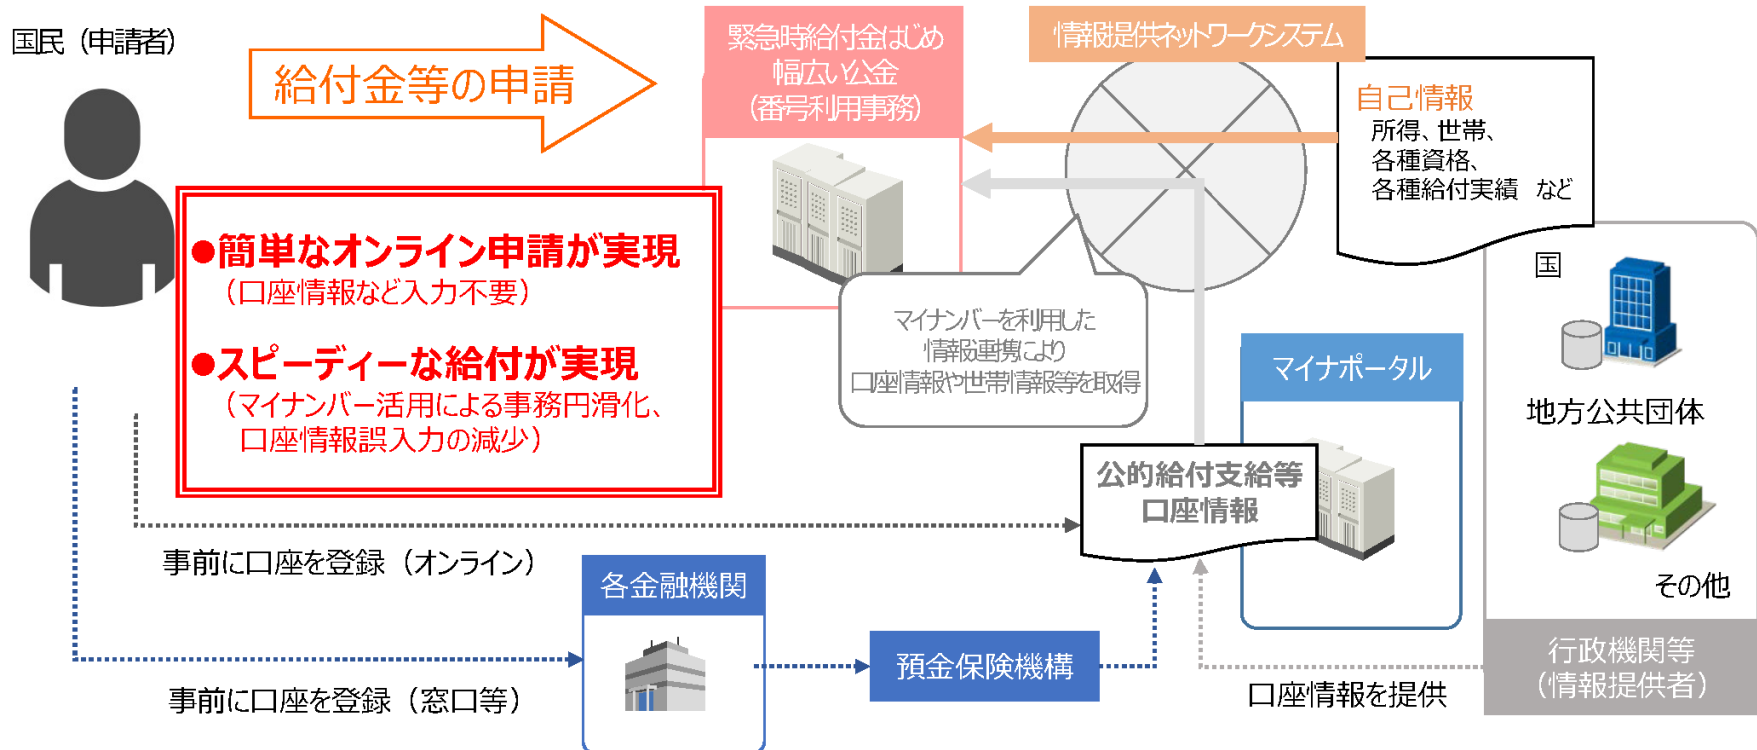 国民（申請者）
給付金等の申請
緊急時給付金はじめ
幅広い公金
（番号利用事務）
情報提供ネットワークシステム
自己情報
所得、世帯、
各種資格、
各種給付実績　など
●簡単なオンライン申請が実現
（口座情報など入力不要）
●スピーディーな給付が実現
（マイナンバー活用による事務円滑化、
口座情報誤入力の減少）
マイナンバーを利用した
情報連携により
口座情報や世帯情報等を取得
マイナポータル
公的給付支給等
口座情報
国
地方公共団体
その他
行政機関等
（情報提供者）
事前に口座を登録（オンライン）
各金融機関
預金保険機構
事前に口座を登録（窓口等）
口座情報を提供